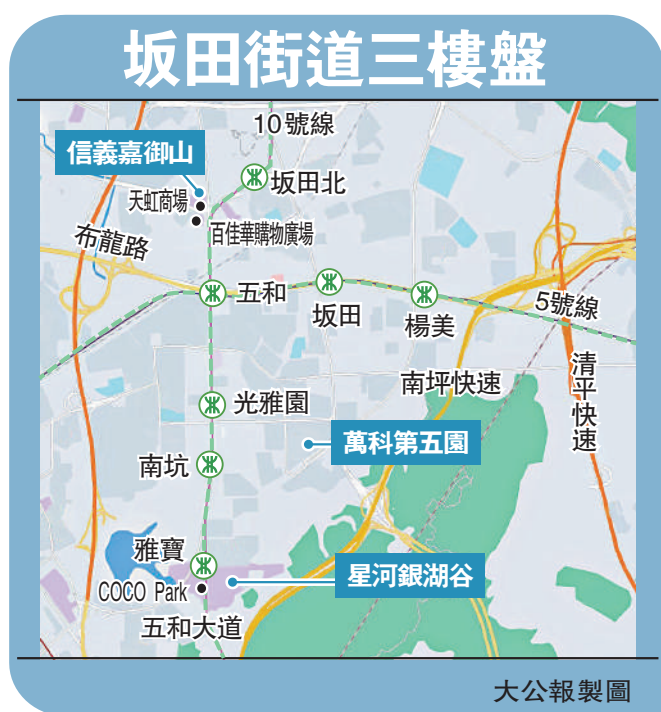 坂田街道三樓盤
10號線
信義嘉御山
坂田北
天虹商場
百佳華購物廣場
布龍路
五和
坂田
楊美
5號線
南坪快速
清平快速
光雅園
萬科第五園
南坑
雅寶
COCO Park
星河銀湖谷
五和大道
大公報製圖